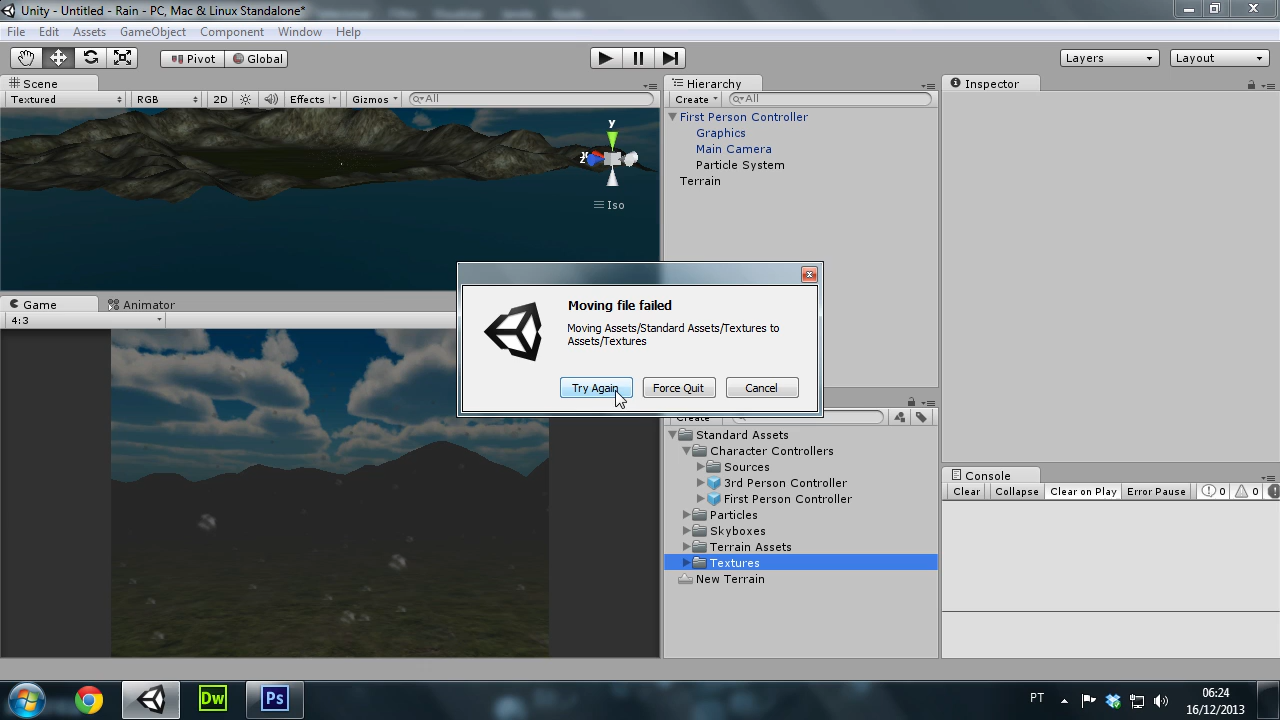 Unity - Untitled - Rain - PC, Mac & Linux Standalone*
File Edit Assets GameObject Component Window Help
Pivot Global Layers Layout
Scene
Textured RGB 2D Effects Gizmos All
y
z
Iso
Game Animator
4:3
Hierarchy
Create All
First Person Controller
Graphics
Main Camera
Particle System
Terrain
Inspector
Moving file failed
Moving Assets/Standard Assets/Textures to
Assets/Textures
Try Again Force Quit Cancel
Create
Standard Assets
Character Controllers
Sources
3rd Person Controller
First Person Controller
Particles
Skyboxes
Terrain Assets
Textures
New Terrain
Console
Clear Collapse Clear on Play Error Pause 0 0
Dw Ps
PT
06:24
16/12/2013